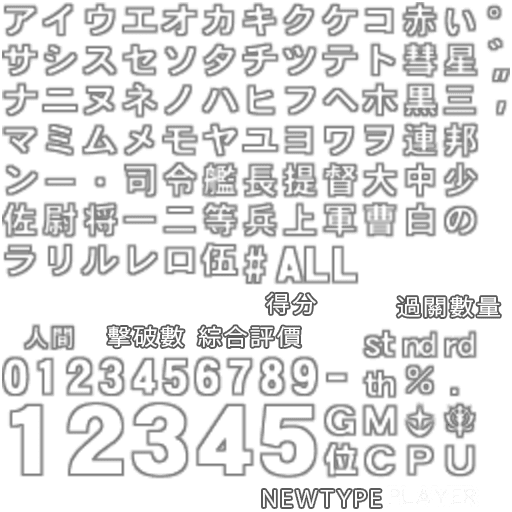 アイウエオカキクケコ赤い゜
サシスセソタチツテト彗星゛
ナニヌネノハヒフヘホ黒三"'
マミムメモヤユヨワヲ連邦
ンー・司令艦長提督大中少
佐尉将一二等兵上軍曹白の
ラリルレロ伍#ALL
得分 過關數量
人間 擊破數 綜合評價 st nd rd
0123456789- th % .
12345 G M
位 C P U
NEWTYPE PLAYER